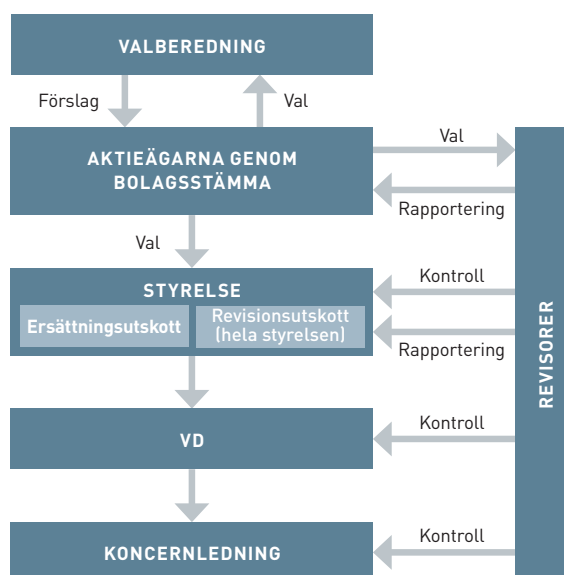 VALBEREDNING
Förslag
Val
AKTIEÄGARNA GENOM
BOLAGSSTÄMMA
Val
Rapportering
Val
STYRELSE
Ersättningsutskott
Revisionsutskott
(hela styrelsen)
Kontroll
Rapportering
REVISORER
VD
Kontroll
KONCERNLEDNING
Kontroll